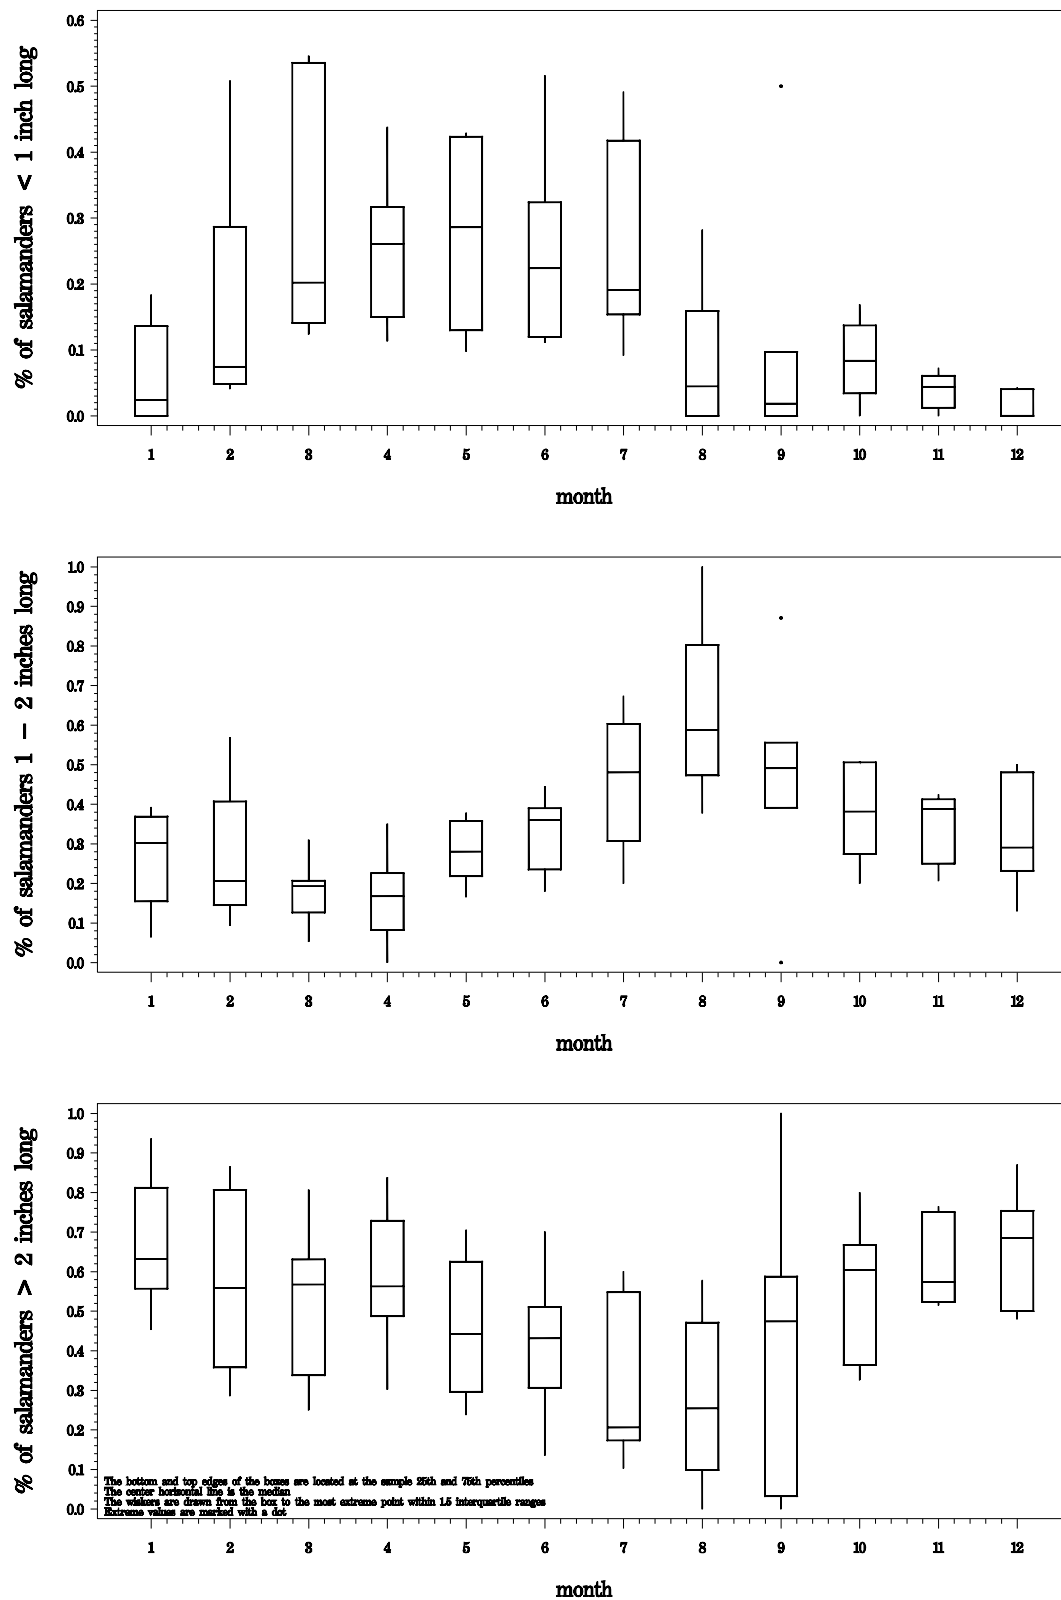 % of salamanders < 1 inch long
0.6
0.5
0.4
0.3
0.2
0.1
0.0
1 2 3 4 5 6 7 8 9 10 11 12
month
% of salamanders 1 - 2 inches long
1.0
0.9
0.8
0.7
0.6
0.5
0.4
0.3
0.2
0.1
0.0
1 2 3 4 5 6 7 8 9 10 11 12
month
% of salamanders > 2 inches long
1.0
0.9
0.8
0.7
0.6
0.5
0.4
0.3
0.2
0.1
0.0
The bottom and top edges of the boxes are located at the sample 25th and 75th percentiles
The center horizontal line is the median
The wiskers are drawn from the box to the most extreme point within 1.5 interquartile ranges
Extreme values are marked with a dot
1 2 3 4 5 6 7 8 9 10 11 12
month